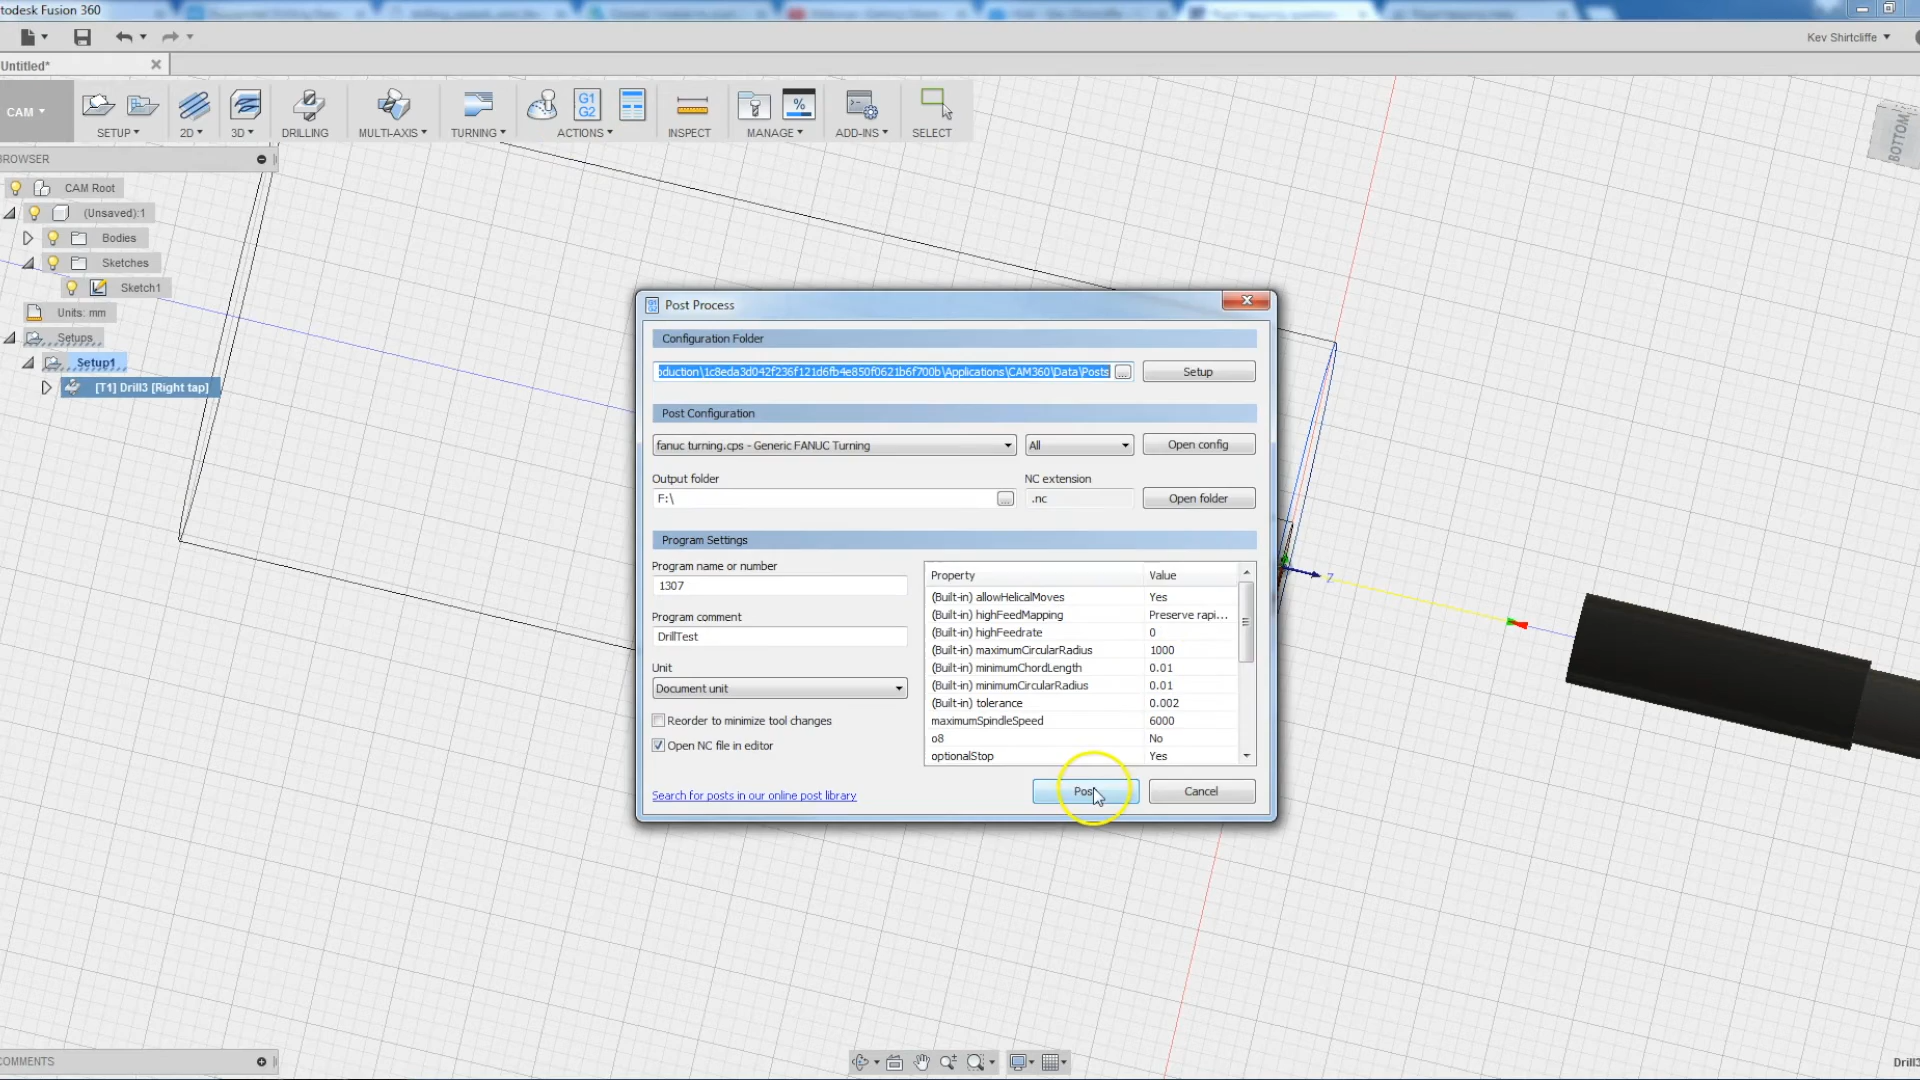 todesk Fusion 360
Kev Shirtcliffe
Untitled*
CAM
G1
G2
%
SETUP
2D
3D
DRILLING
MULTI-AXIS
TURNING
ACTIONS
INSPECT
MANAGE
ADD-INS
SELECT
BOTTOM
BROWSER
CAM Root
(Unsaved):1
Bodies
Sketches
Sketch1
Units: mm
Setups
Setup1
[T1] Drill3 [Right tap]
Post Process
Configuration Folder
oduction\1c8eda3d042f236f121d6fb4e850f0621b6f700b\Applications\CAM360\Data\Posts
...
Setup
Post Configuration
fanuc turning.cps - Generic FANUC Turning
All
Open config
Output folder
NC extension
F:\
...
.nc
Open folder
Program Settings
Program name or number
1307
Program comment
DrillTest
Unit
Document unit
Reorder to minimize tool changes
Open NC file in editor
Search for posts in our online post library
Property Value
(Built-in) allowHelicalMoves Yes
(Built-in) highFeedMapping Preserve rapi...
(Built-in) highFeedrate 0
(Built-in) maximumCircularRadius 1000
(Built-in) minimumChordLength 0.01
(Built-in) minimumCircularRadius 0.01
(Built-in) tolerance 0.002
maximumSpindleSpeed 6000
o8 No
optionalStop Yes
Pos
Cancel
Z
COMMENTS
Drill3